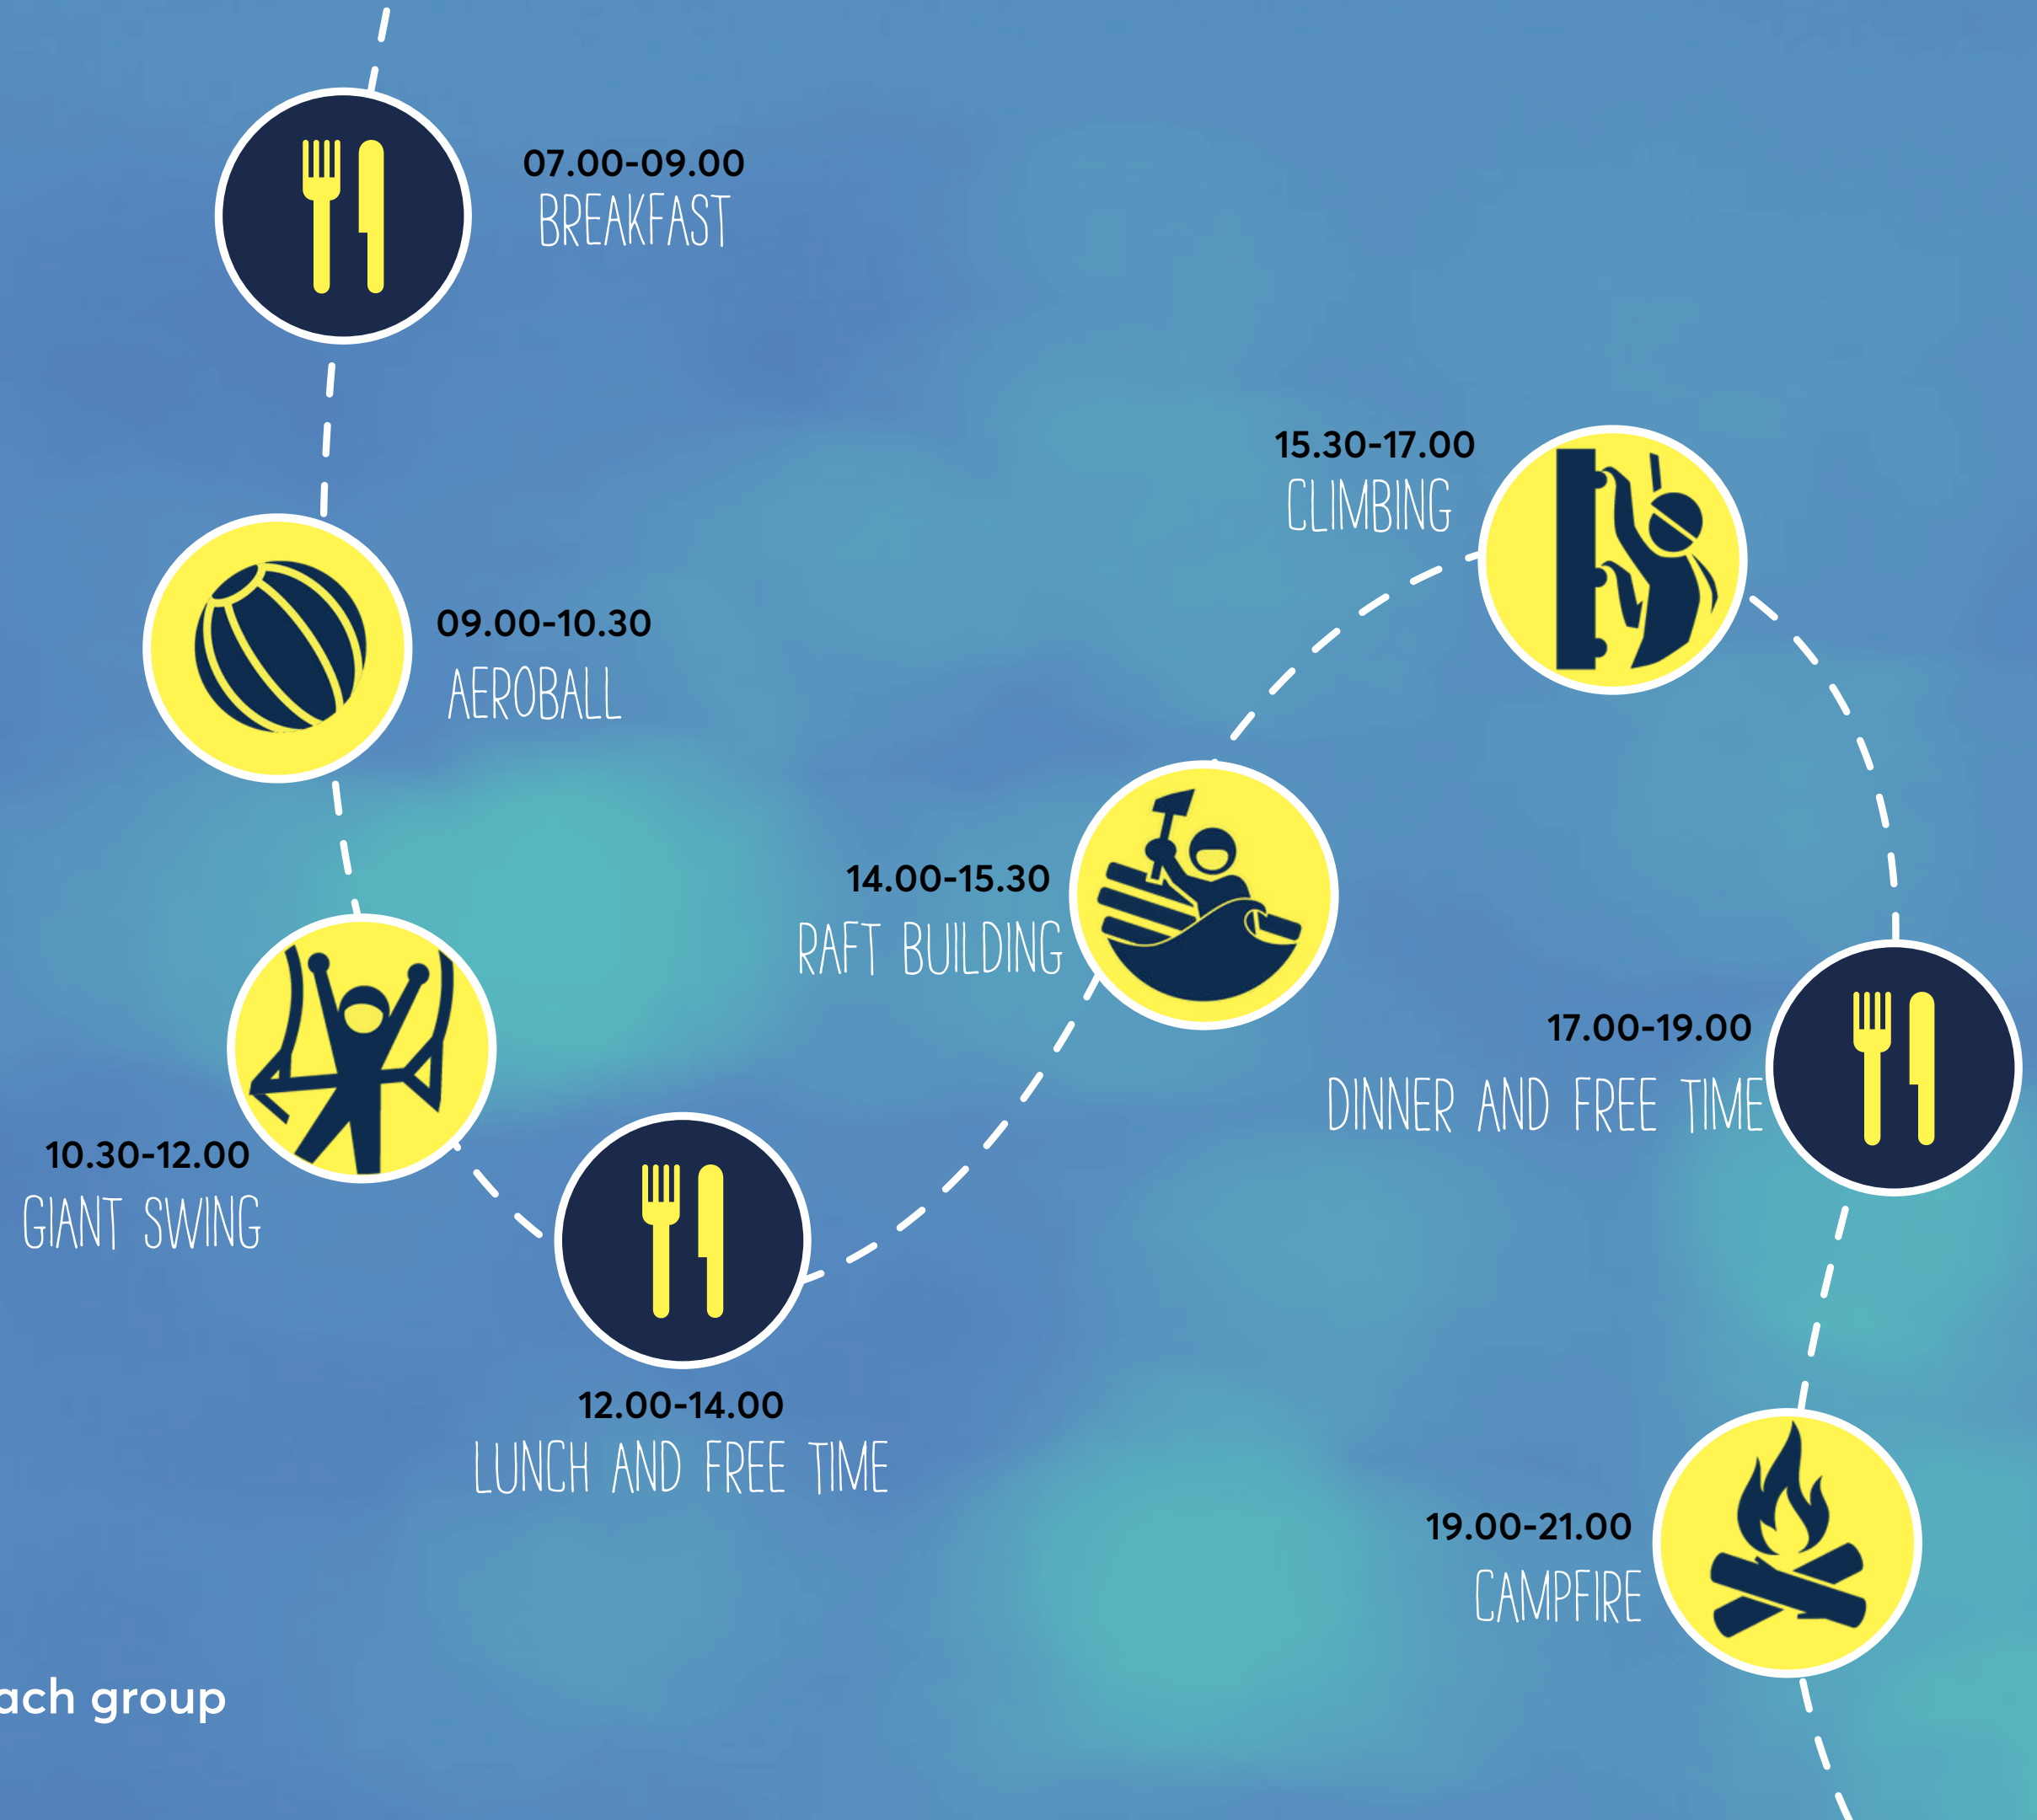 07.00-09.00
BREAKFAST
09.00-10.30
AEROBALL
10.30-12.00
GIANT SWING
12.00-14.00
LUNCH AND FREE TIME
14.00-15.30
RAFT BUILDING
15.30-17.00
CLIMBING
17.00-19.00
DINNER AND FREE TIME
19.00-21.00
CAMPFIRE
ach group